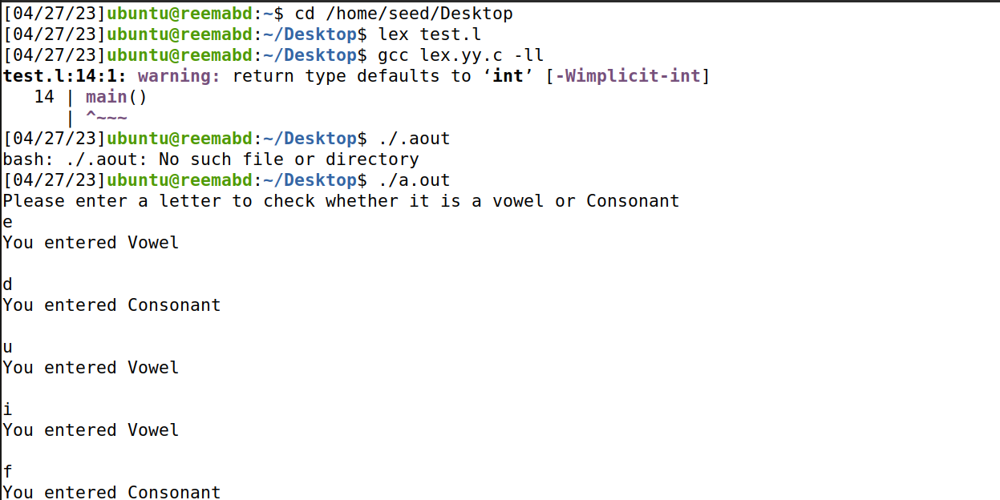 [04/27/23]ubuntu@reemabd:~$ cd /home/seed/Desktop
[04/27/23]ubuntu@reemabd:~/Desktop$ lex test.l
[04/27/23]ubuntu@reemabd:~/Desktop$ gcc lex.yy.c -ll
test.l:14:1: warning: return type defaults to ‘int’ [-Wimplicit-int]
   14 | main()
      | ^~~~
[04/27/23]ubuntu@reemabd:~/Desktop$ ./.aout
bash: ./.aout: No such file or directory
[04/27/23]ubuntu@reemabd:~/Desktop$ ./a.out
Please enter a letter to check whether it is a vowel or Consonant
e
You entered Vowel

d
You entered Consonant

u
You entered Vowel

i
You entered Vowel

f
You entered Consonant